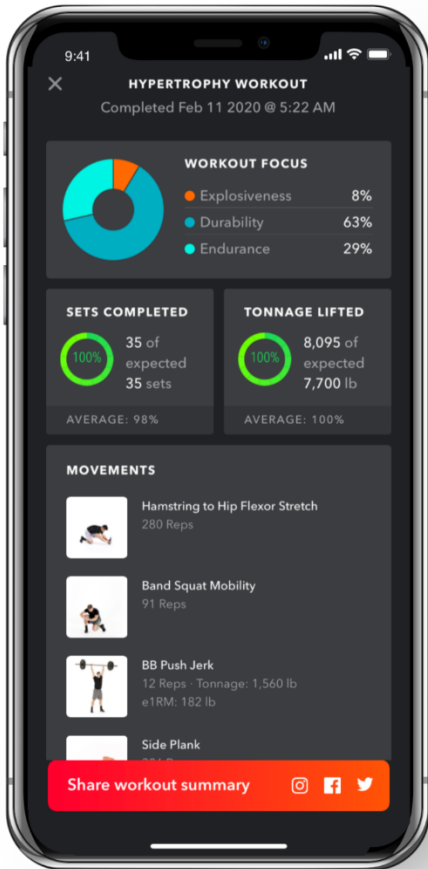 9:41
HYPERTROPHY WORKOUT
Completed Feb 11 2020 @ 5:22 AM
WORKOUT FOCUS
Explosiveness 8%
Durability 63%
Endurance 29%
SETS COMPLETED
100%
35 of
expected
35 sets
AVERAGE: 98%
TONNAGE LIFTED
100%
8,095 of
expected
7,700 lb
AVERAGE: 100%
MOVEMENTS
Hamstring to Hip Flexor Stretch
280 Reps
Band Squat Mobility
91 Reps
BB Push Jerk
12 Reps · Tonnage: 1,560 lb
e1RM: 182 lb
Side Plank
Share workout summary